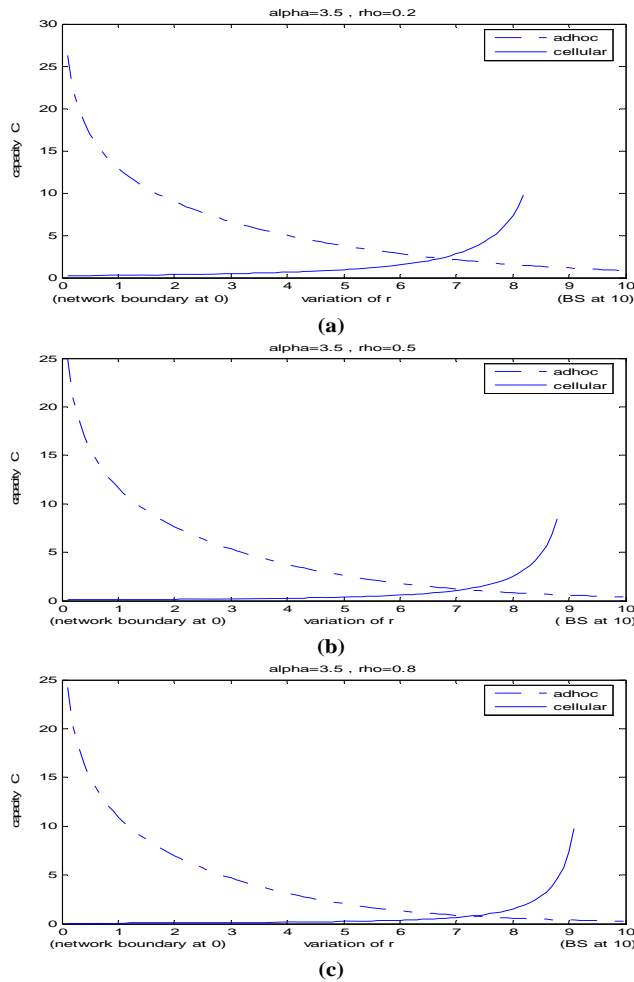 alpha=3.5 , rho=0.2
30
25
20
15
10
5
0
capacity C
adhoc
cellular
0 1 2 3 4 5 6 7 8 9 10
(network boundary at 0) variation of r (BS at 10)
(a)
alpha=3.5 , rho=0.5
25
20
15
10
5
0
capacity C
adhoc
cellular
0 1 2 3 4 5 6 7 8 9 10
(network boundary at 0) variation of r ( BS at 10)
(b)
alpha=3.5 , rho=0.8
25
20
15
10
5
0
capacity C
adhoc
cellular
0 1 2 3 4 5 6 7 8 9 10
(network boundary at 0) variation of r (BS at 10)
(c)